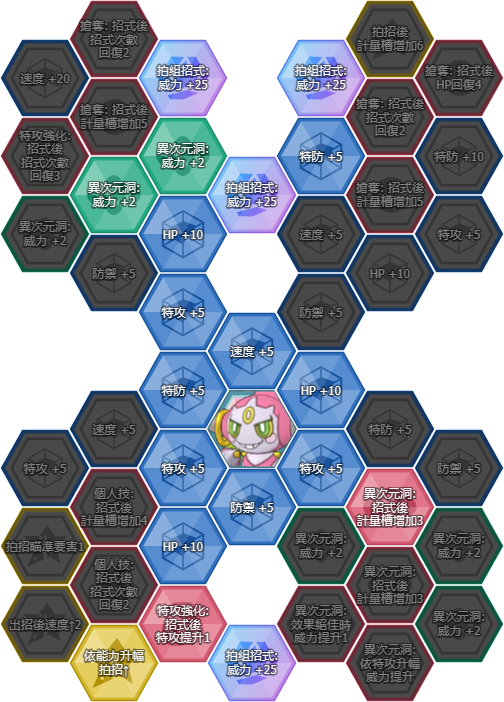 搶奪: 招式後
招式次數
回復2
拍招後
計量槽增加6
速度 +20
拍組招式:
威力 +25
拍組招式:
威力 +25
搶奪: 招式後
HP回復4
搶奪: 招式後
計量槽增加5
搶奪: 招式後
招式次數
回復2
特攻強化:
招式後
招式次數
回復3
異次元洞:
威力 +2
特防 +5
特防 +10
異次元洞:
威力 +2
拍組招式:
威力 +25
搶奪: 招式後
計量槽增加5
異次元洞:
威力 +2
HP +10
速度 +5
特攻 +5
防禦 +5
HP +10
特攻 +5
防禦 +5
速度 +5
特防 +5
HP +10
速度 +5
特防 +5
特攻 +5
特攻 +5
特攻 +5
防禦 +5
個人技:
招式後
計量槽增加4
防禦 +5
異次元洞:
招式後
計量槽增加3
拍招瞄準要害1
HP +10
異次元洞:
威力 +2
異次元洞:
威力 +2
個人技:
招式後
招式次數
回復2
異次元洞:
招式後
計量槽增加3
出招後速度↑2
特攻強化:
招式後
特攻提升1
異次元洞:
效果絕佳時
威力提升1
異次元洞:
威力 +2
依能力升幅
拍招↑
拍組招式:
威力 +25
異次元洞:
依特攻升幅
威力提升